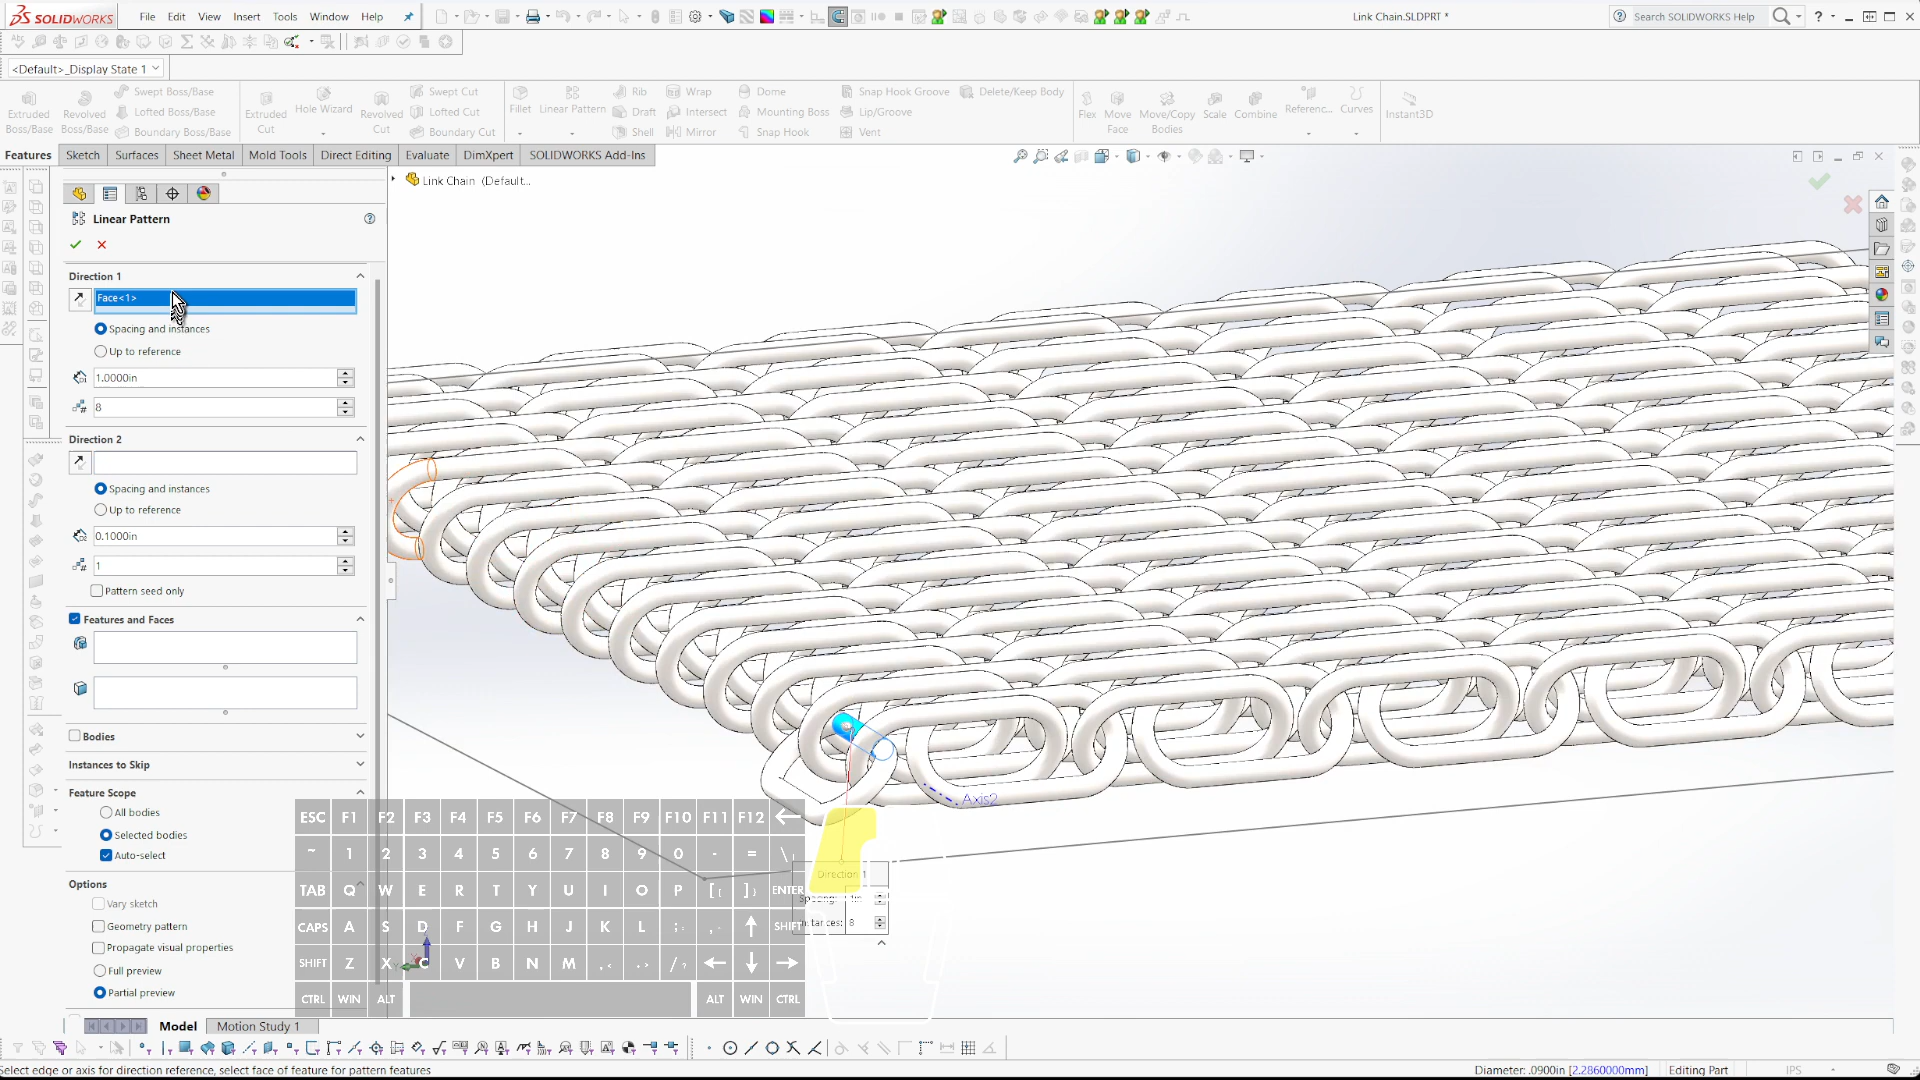 SOLIDWORKS
File Edit View Insert Tools Window Help
Link Chain.SLDPRT *
Search SOLIDWORKS Help
<Default>_Display State 1
Extruded Boss/Base
Revolved Boss/Base
Swept Boss/Base
Lofted Boss/Base
Boundary Boss/Base
Extruded Cut
Hole Wizard
Revolved Cut
Swept Cut
Lofted Cut
Boundary Cut
Fillet
Linear Pattern
Rib
Draft
Shell
Wrap
Intersect
Mirror
Dome
Mounting Boss
Snap Hook
Snap Hook Groove
Lip/Groove
Vent
Delete/Keep Body
Flex
Move Face
Move/Copy Bodies
Scale
Combine
Referenc...
Curves
Instant3D
Features Sketch Surfaces Sheet Metal Mold Tools Direct Editing Evaluate DimXpert SOLIDWORKS Add-Ins
Link Chain (Default...
Linear Pattern
Direction 1
Face<1>
Spacing and instances
Up to reference
1.0000in
8
Direction 2
Spacing and instances
Up to reference
0.1000in
1
Pattern seed only
Features and Faces
Bodies
Instances to Skip
Feature Scope
All bodies
Selected bodies
Auto-select
Options
Vary sketch
Geometry pattern
Propagate visual properties
Full preview
Partial preview
Axis2
Direction 1
8
ESC F1 F2 F3 F4 F5 F6 F7 F8 F9 F10 F11 F12
~ 1 2 3 4 5 6 7 8 9 0 - = \
TAB Q W E R T Y U I O P [{ ]} ENTER
CAPS A S D F G H J K L ;: SHIFT
SHIFT Z X C V B N M ,< .> /?
CTRL WIN ALT ALT WIN CTRL
Model Motion Study 1
Select edge or axis for direction reference, select face of feature for pattern features
Diameter: .0900in [2.2860000mm] Editing Part IPS